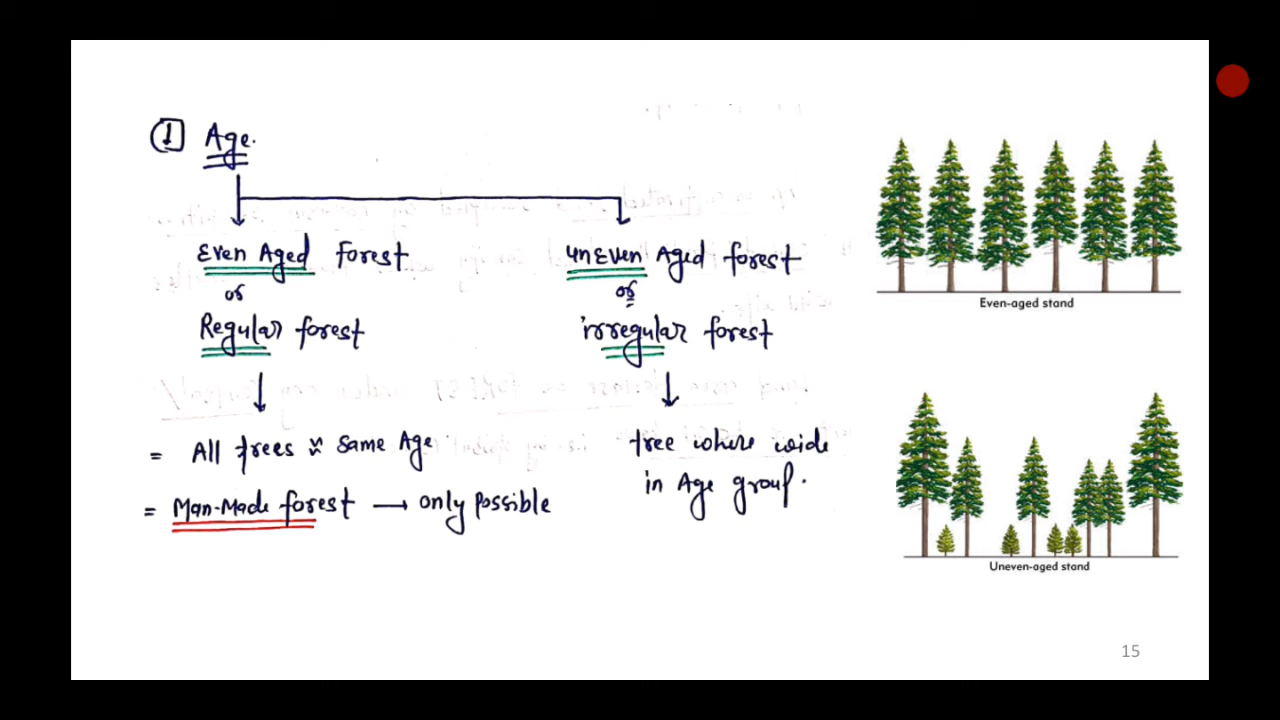 1 Age.
Even Aged Forest
or
Regular forest
= All trees same Age
= Man-Made forest → only possible
unEven Aged forest
or
irregular forest
tree where wide
in Age group.
Even-aged stand
Uneven-aged stand
15